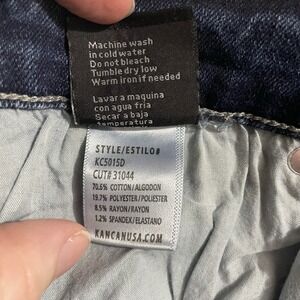 Machine wash
in cold water
Do not bleach
Tumble dry low
Warm iron if needed
Lavar a maquina
con agua fria
Secar a baja
temperatura
STYLE/ESTILO#
KC5015D
CUT# 31044
70.6% COTTON/ALGODON
19.7% POLYESTER/POLIESTER
8.5% RAYON/RAYON
1.2% SPANDEX/ELASTANO
KANCANUSA.COM